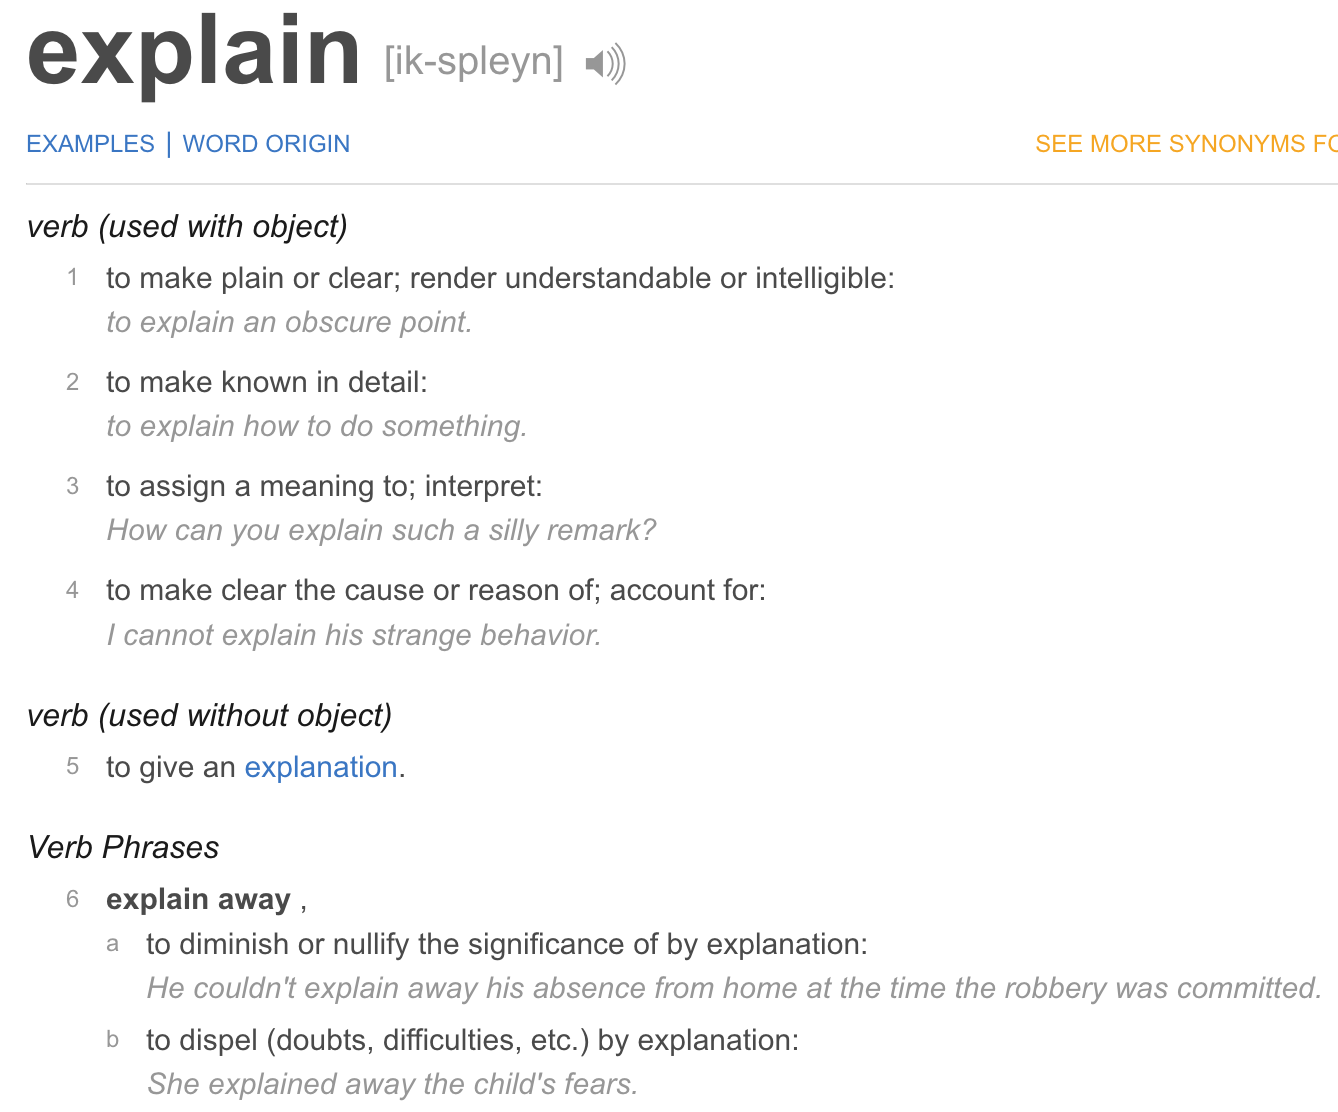 explain [ik-spleyn]
EXAMPLES | WORD ORIGIN SEE MORE SYNONYMS
verb (used with object)
1 to make plain or clear; render understandable or intelligible:
to explain an obscure point.
2 to make known in detail:
to explain how to do something.
3 to assign a meaning to; interpret:
How can you explain such a silly remark?
4 to make clear the cause or reason of; account for:
I cannot explain his strange behavior.
verb (used without object)
5 to give an explanation.
Verb Phrases
6 explain away ,
a to diminish or nullify the significance of by explanation:
He couldn't explain away his absence from home at the time the robbery was committed.
b to dispel (doubts, difficulties, etc.) by explanation:
She explained away the child's fears.